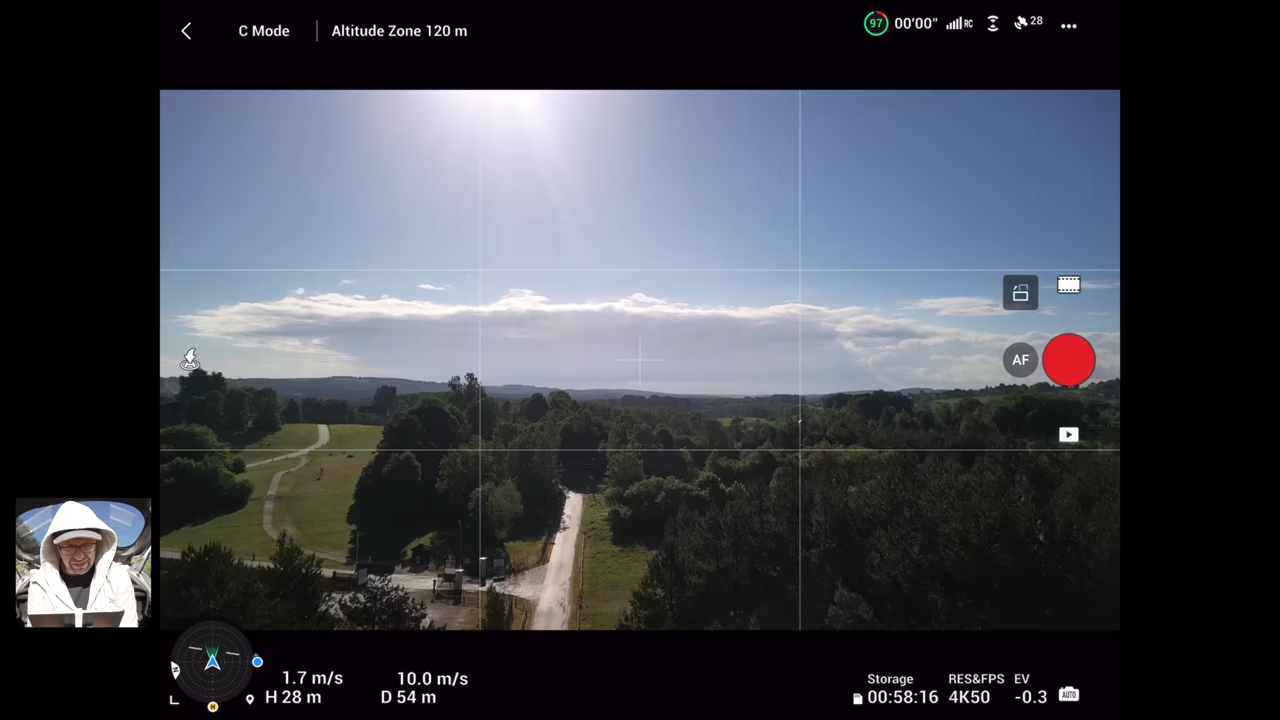 C Mode
Altitude Zone 120 m
97
00'00"
RC
28
AF
1.7 m/s
10.0 m/s
H 28 m
D 54 m
H
Storage
RES&FPS
EV
00:58:16
4K50
-0.3
AUTO